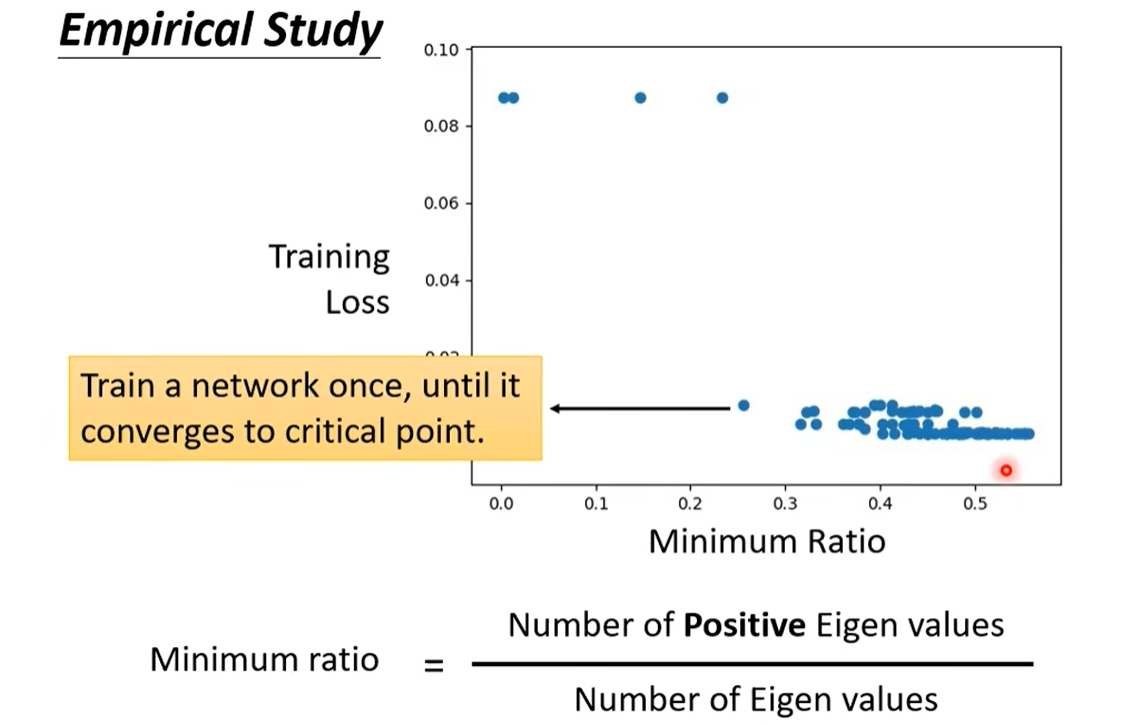 Empirical Study
0.10
0.08
0.06
Training
Loss
0.04
Train a network once, until it
converges to critical point.
0.0 0.1 0.2 0.3 0.4 0.5
Minimum Ratio
Number of Positive Eigen values
Minimum ratio =
Number of Eigen values